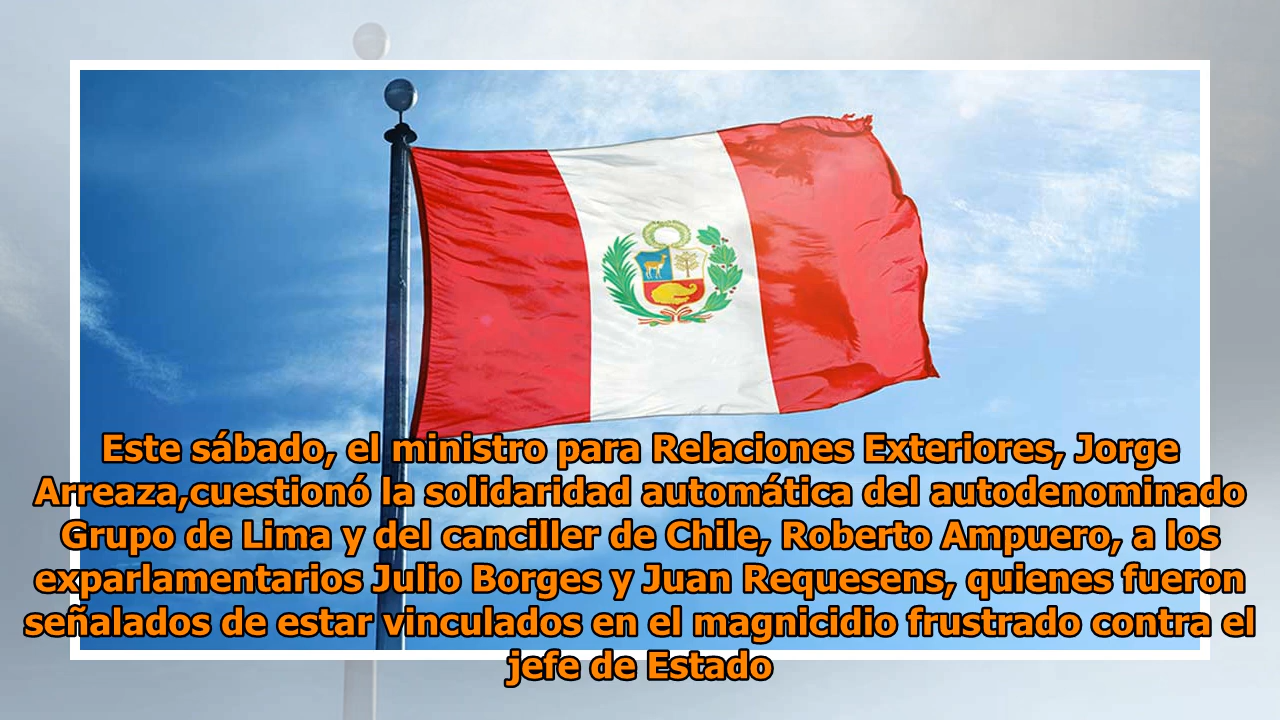 Este sábado, el ministro para Relaciones Exteriores, Jorge
Arreaza,cuestionó la solidaridad automática del autodenominado
Grupo de Lima y del canciller de Chile, Roberto Ampuero, a los
exparlamentarios Julio Borges y Juan Requesens, quienes fueron
señalados de estar vinculados en el magnicidio frustrado contra el
jefe de Estado